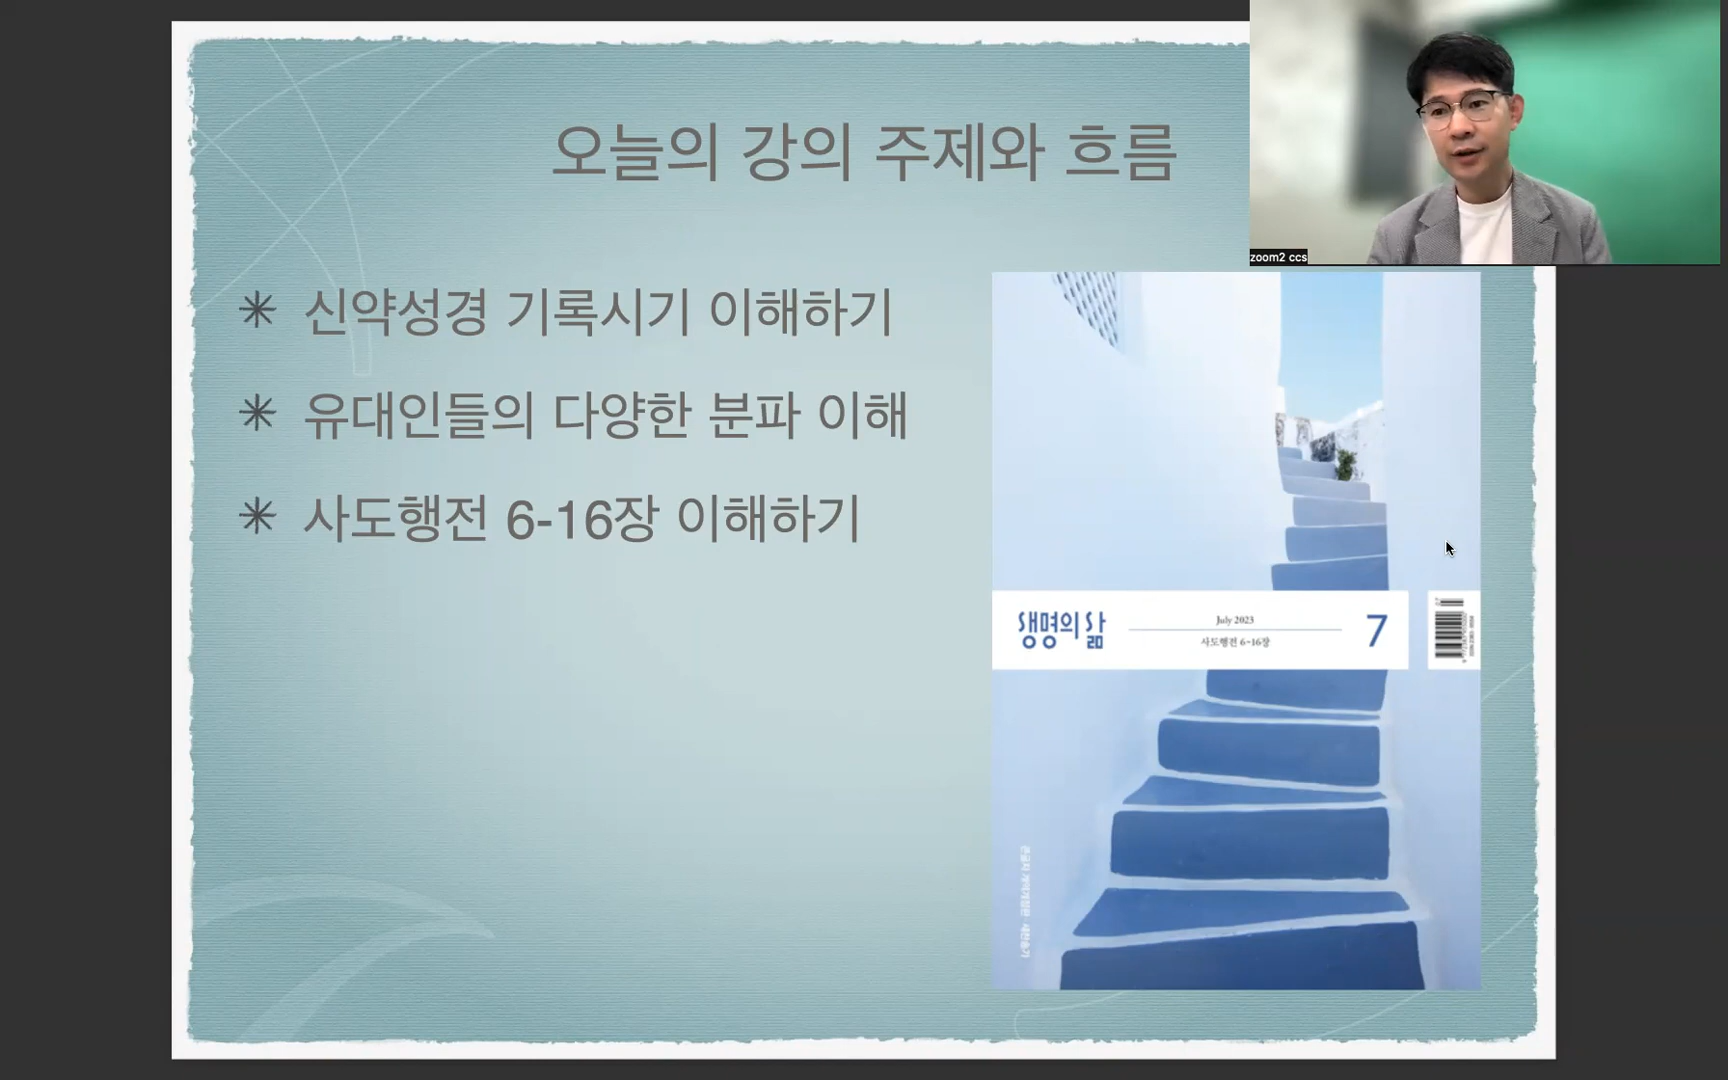 오늘의 강의 주제와 흐름
zoom2 ccs
✳ 신약성경 기록시기 이해하기
✳ 유대인들의 다양한 분파 이해
✳ 사도행전 6-16장 이해하기
생명의 삶
July 2023
사도행전 6~16장
7